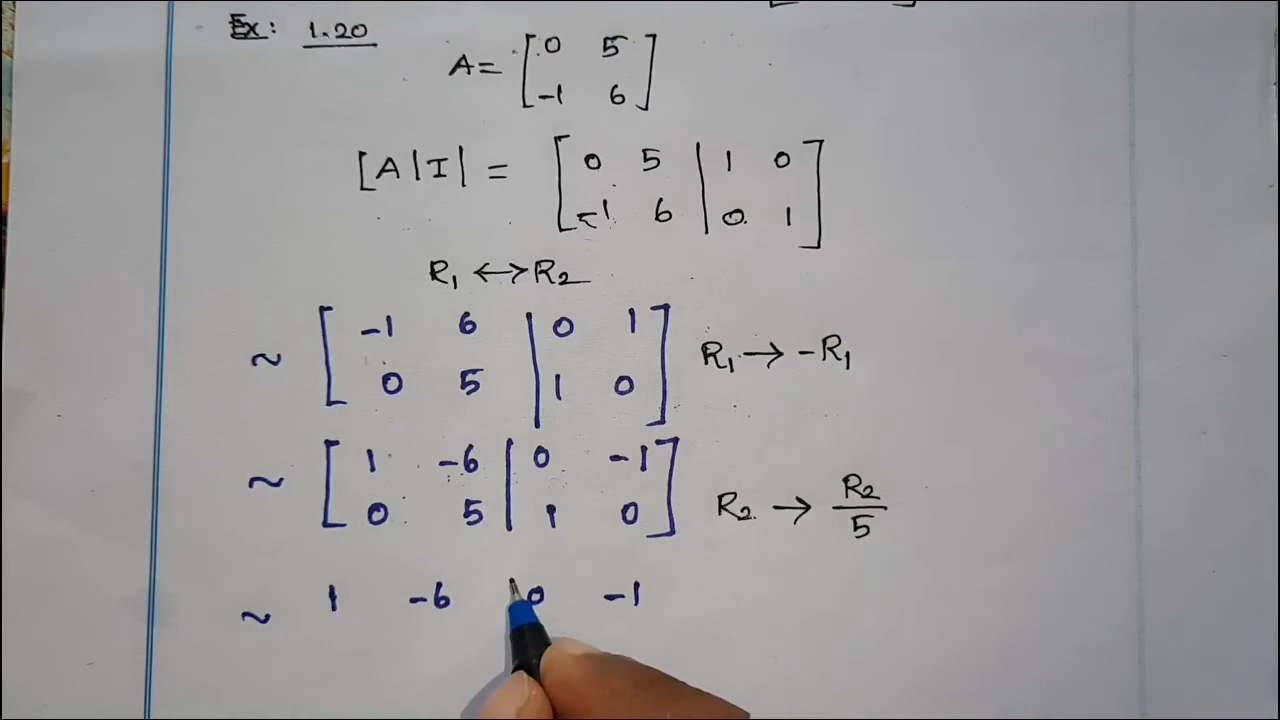 Ex: 1.20
A = [ 0 5
-1 6 ]
[A|I| = [ 0 5 | 1 0
-1 6 | 0 1 ]
R₁ ↔ R₂
~ [ -1 6 | 0 1
0 5 | 1 0 ] R₁ → -R₁
~ [ 1 -6 | 0 -1
0 5 | 1 0 ] R₂ → R₂/5
~ 1 -6 0 -1